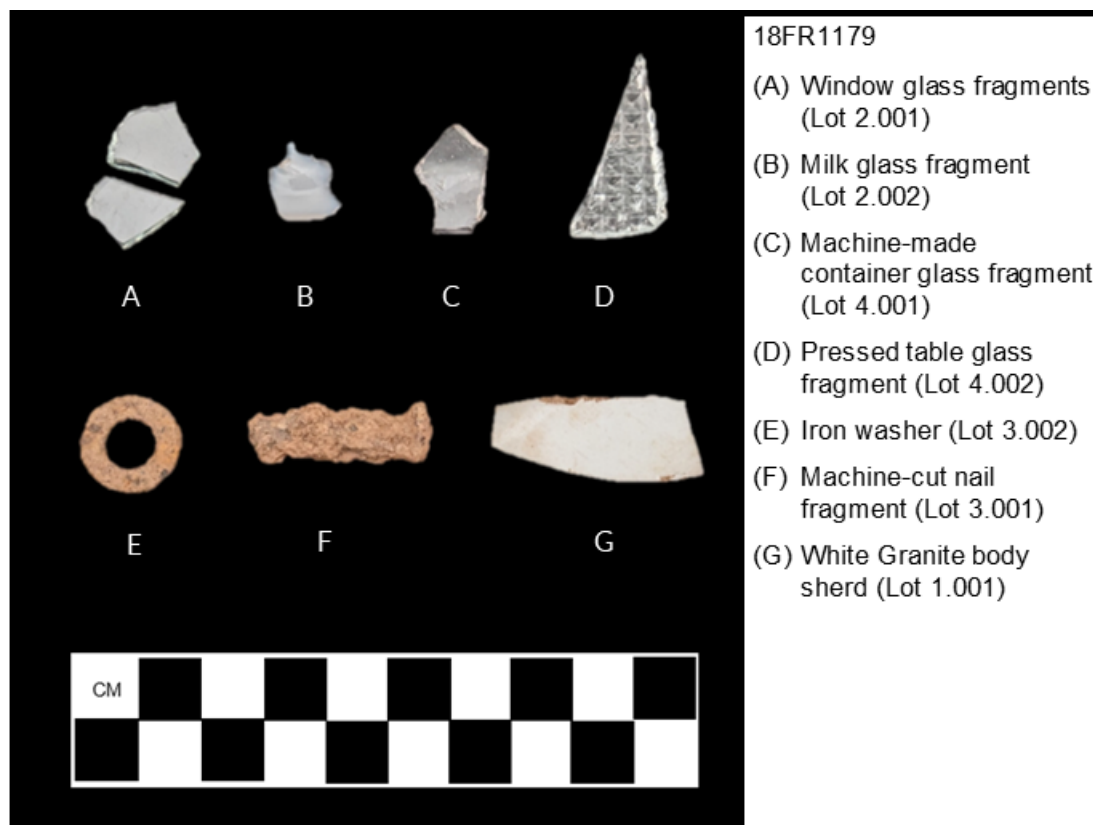 18FR1179
(A) Window glass fragments
(Lot 2.001)
(B) Milk glass fragment
(Lot 2.002)
(C) Machine-made
container glass fragment
(Lot 4.001)
(D) Pressed table glass
fragment (Lot 4.002)
(E) Iron washer (Lot 3.002)
(F) Machine-cut nail
fragment (Lot 3.001)
(G) White Granite body
sherd (Lot 1.001)
A B C D
E F G
CM